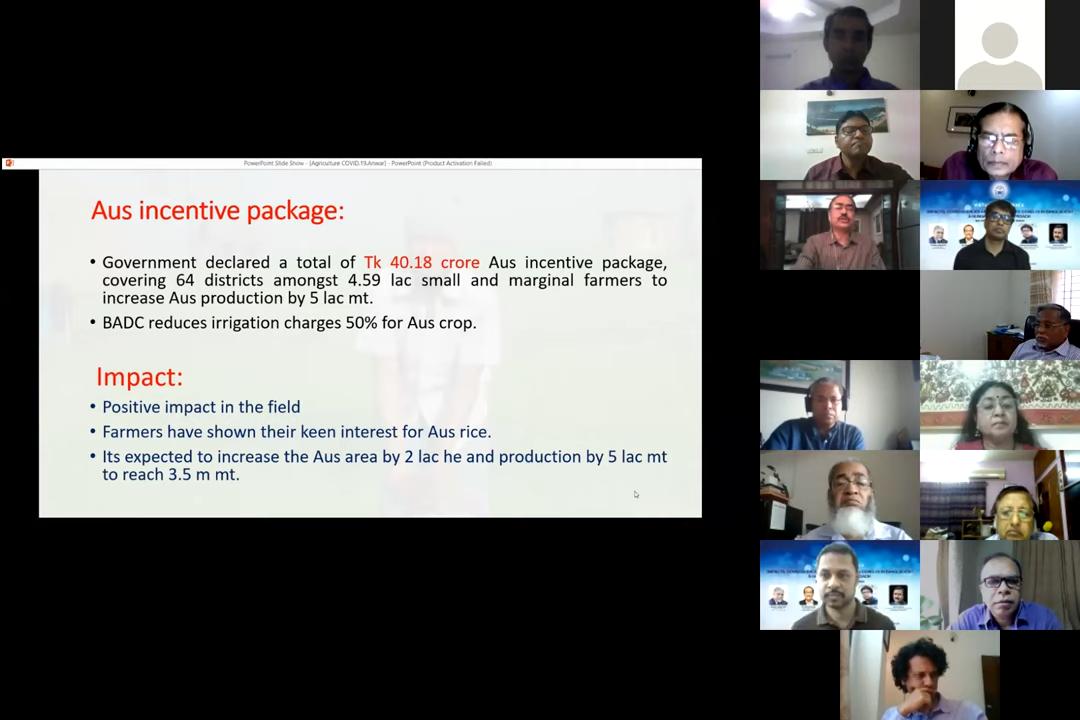 PowerPoint Slide Show - [Agriculture COVID.19.Anwar] - PowerPoint (Product Activation Failed)
Aus incentive package:
• Government declared a total of Tk 40.18 crore Aus incentive package,
covering 64 districts amongst 4.59 lac small and marginal farmers to
increase Aus production by 5 lac mt.
• BADC reduces irrigation charges 50% for Aus crop.
Impact:
• Positive impact in the field
• Farmers have shown their keen interest for Aus rice.
• Its expected to increase the Aus area by 2 lac he and production by 5 lac mt
to reach 3.5 m mt.